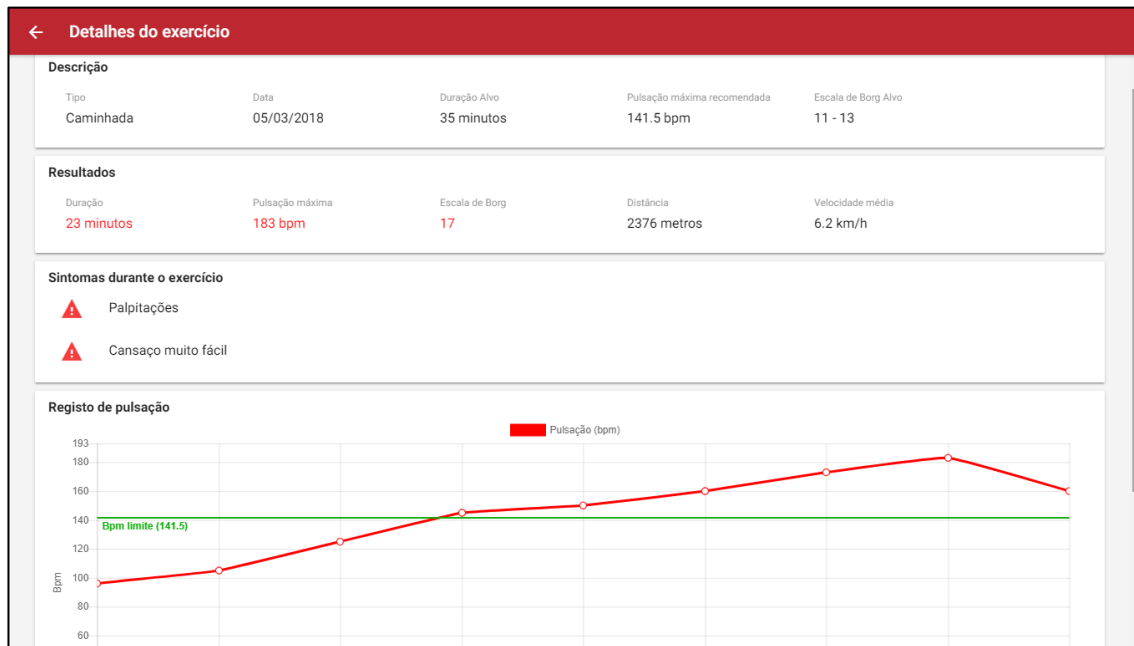 Detalhes do exercício
Descrição
Tipo Data Duração Alvo Pulsação máxima recomendada Escala de Borg Alvo
Caminhada 05/03/2018 35 minutos 141.5 bpm 11 - 13
Resultados
Duração Pulsação máxima Escala de Borg Distância Velocidade média
23 minutos 183 bpm 17 2376 metros 6.2 km/h
Sintomas durante o exercício
Palpitações
Cansaço muito fácil
Registo de pulsação
Pulsação (bpm)
193
180
160
140
Bpm limite (141.5)
120
100
Bpm
80
60